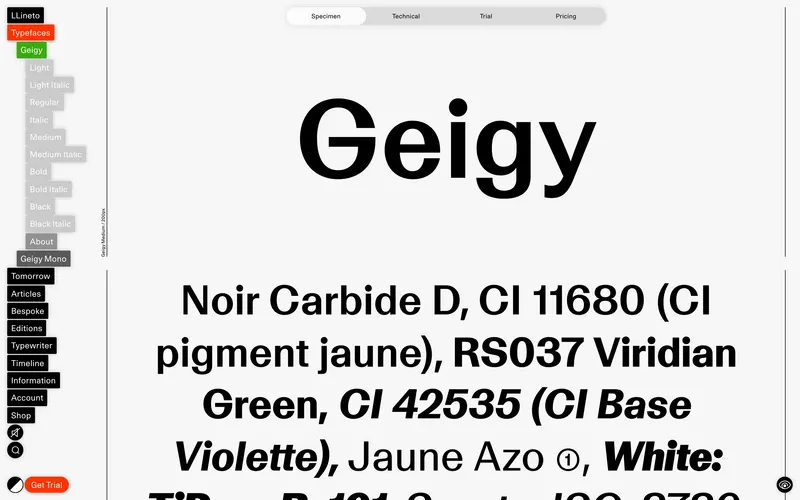 LLineto
Typefaces
Geigy
Light
Light Italic
Regular
Italic
Medium
Medium Italic
Bold
Bold Italic
Black
Black Italic
About
Geigy Mono
Tomorrow
Articles
Bespoke
Editions
Typewriter
Timeline
Information
Account
Shop
Get Trial
Specimen
Technical
Trial
Pricing
Geigy Medium / 200px
Geigy
Noir Carbide D, CI 11680 (CI
pigment jaune), RS037 Viridian
Green, CI 42535 (CI Base
Violette), Jaune Azo ①, White: